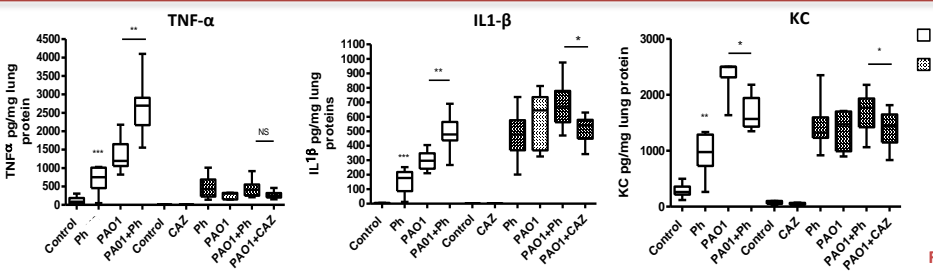 TNF-α
TNFα pg/mg lung protein
4500
4000
3500
3000
2500
2000
1500
1000
500
0
***
**
NS
Control
Ph
PAO1
PAO1+Ph
Control
CAZ
Ph
PAO1
PAO1+Ph
PAO1+CAZ
IL1-β
IL1β pg/mg lung proteins
1100
1000
900
800
700
600
500
400
300
200
100
0
***
**
*
Control
Ph
PAO1
PA01+Ph
Control
CAZ
Ph
PAO1
PAO1+Ph
PAO1+CAZ
KC
KC pg/mg lung protein
3000
2000
1000
0
**
*
*
Control
Ph
PAO1
PAO1+Ph
Control
CAZ
Ph
PAO1
PAO1+Ph
PAO1+CAZ